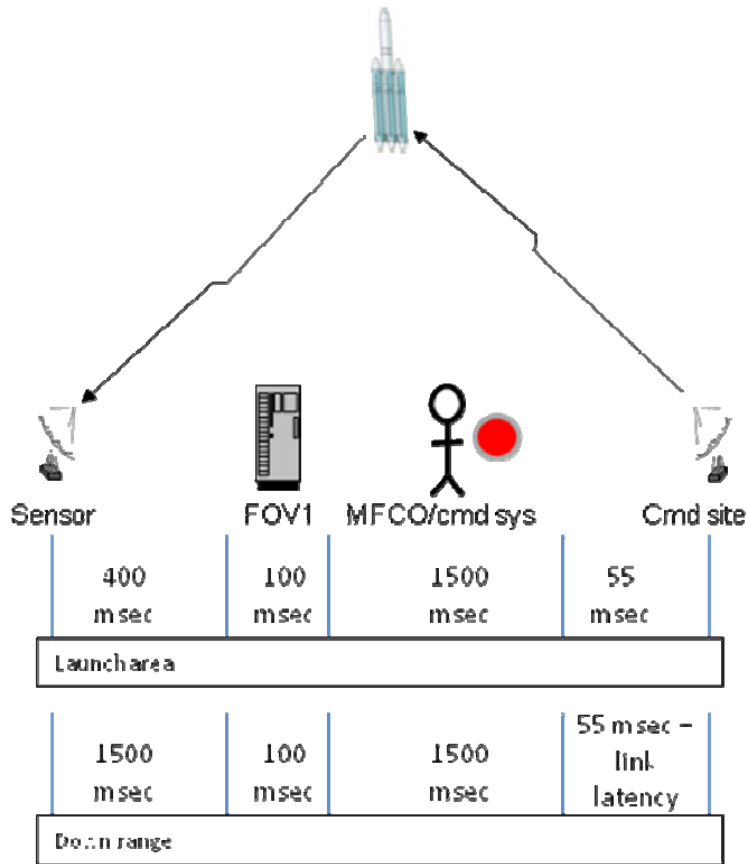 Sensor FOV1 MFCO/cmd sys Cmd site
400 100 1500 55
msec msec msec msec
Launch area
1500 100 1500 55 msec –
msec msec msec link
latency
Down range